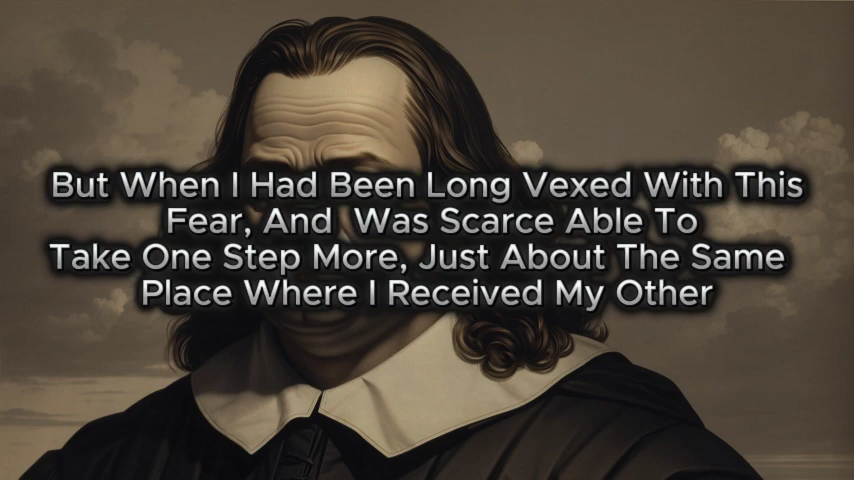 But When I Had Been Long Vexed With This
Fear, And Was Scarce Able To
Take One Step More, Just About The Same
Place Where I Received My Other